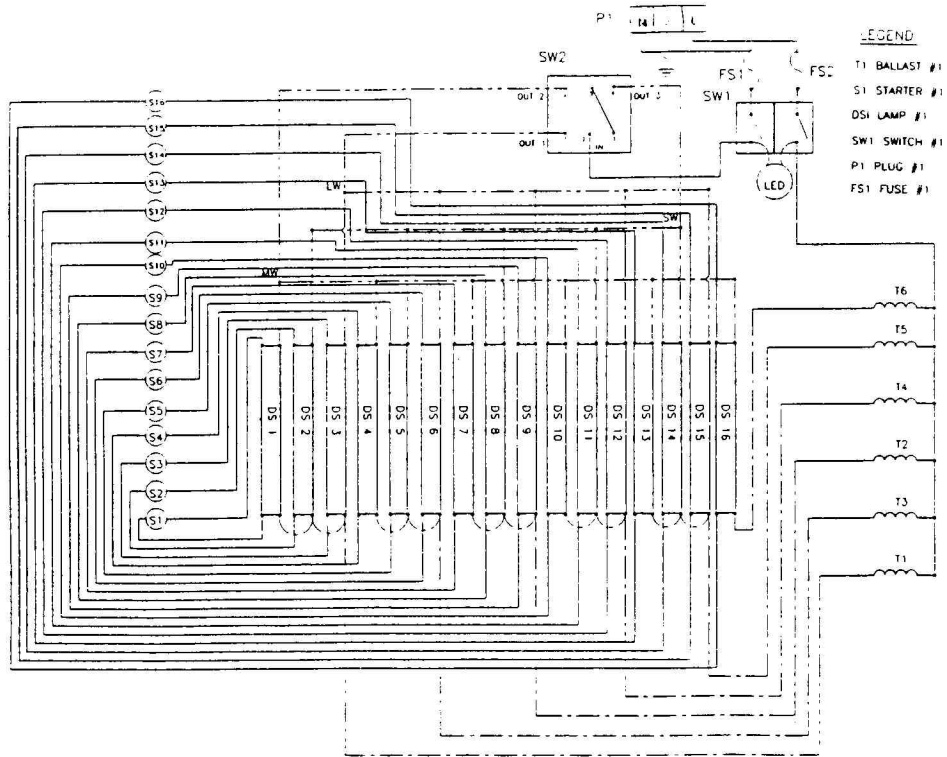 P1
N
L
LEGEND
T1 BALLAST #1
S1 STARTER #1
DS1 LAMP #1
SW1 SWITCH #1
P1 PLUG #1
FS1 FUSE #1
SW2
OUT 2
OUT 3
OUT 1
IN
FS1
FS2
SW1
LED
LW
SW
MW
S16
S15
S14
S13
S12
S11
S10
S9
S8
S7
S6
S5
S4
S3
S2
S1
DS 1
DS 2
DS 3
DS 4
DS 5
DS 6
DS 7
DS 8
DS 9
DS 10
DS 11
DS 12
DS 13
DS 14
DS 15
DS 16
T6
T5
T4
T2
T3
T1